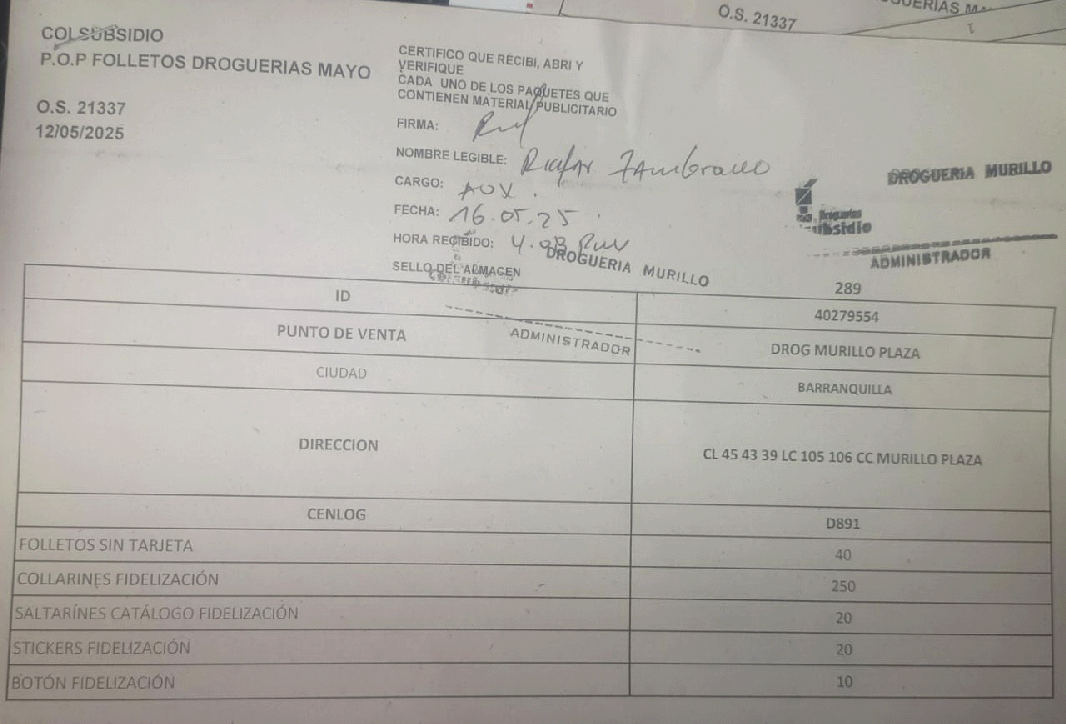 O.S. 21337
COLSUBSIDIO
P.O.P FOLLETOS DROGUERIAS MAYO
O.S. 21337
12/05/2025
CERTIFICO QUE RECIBI, ABRI Y
VERIFIQUE
CADA UNO DE LOS PAQUETES QUE
CONTIENEN MATERIAL PUBLICITARIO
FIRMA:
NOMBRE LEGIBLE: Zambrano
CARGO: AUX.
FECHA: 16.05.25.
HORA RECIBIDO:
SELLO DEL ALMACEN
DROGUERIA MURILLO
ADMINISTRADOR
DROGUERIA MURILLO
Droguerias
ADMINISTRADOR
289
ID 40279554
PUNTO DE VENTA DROG MURILLO PLAZA
CIUDAD BARRANQUILLA
DIRECCION CL 45 43 39 LC 105 106 CC MURILLO PLAZA
CENLOG D891
FOLLETOS SIN TARJETA 40
COLLARINES FIDELIZACIÓN 250
SALTARÍNES CATÁLOGO FIDELIZACIÓN 20
STICKERS FIDELIZACIÓN 20
BOTÓN FIDELIZACIÓN 10